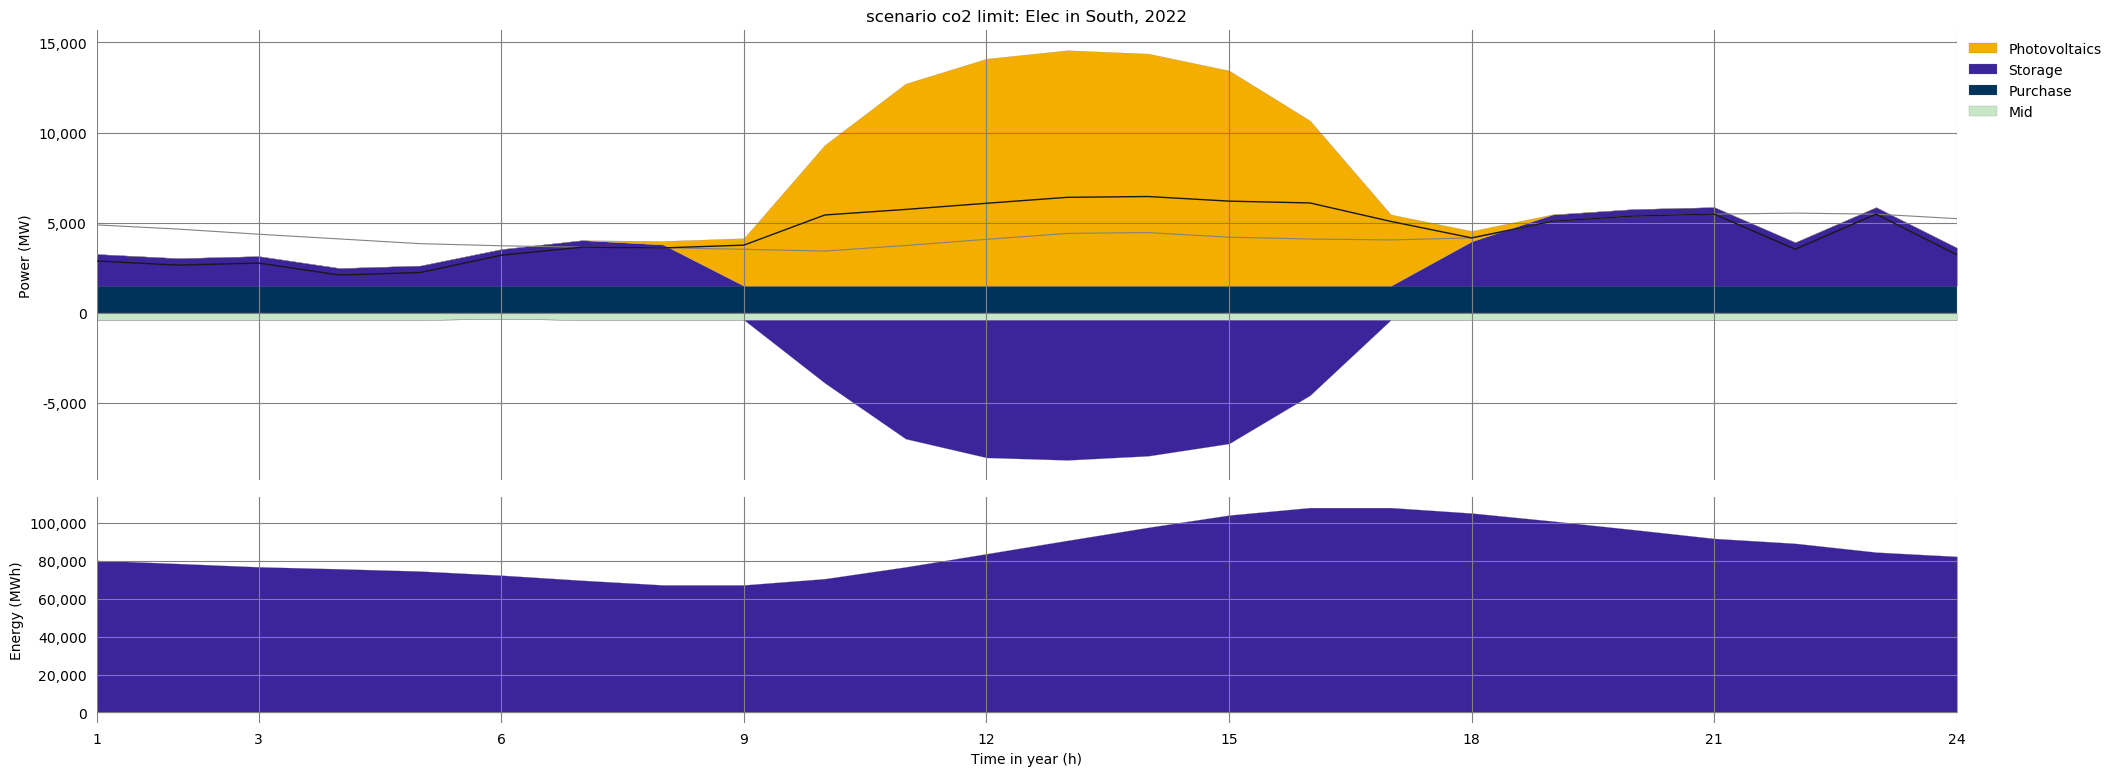 scenario co2 limit: Elec in South, 2022
15,000
10,000
5,000
0
-5,000
Power (MW)
Photovoltaics
Storage
Purchase
Mid
100,000
80,000
60,000
40,000
20,000
0
Energy (MWh)
1 3 6 9 12 15 18 21 24
Time in year (h)